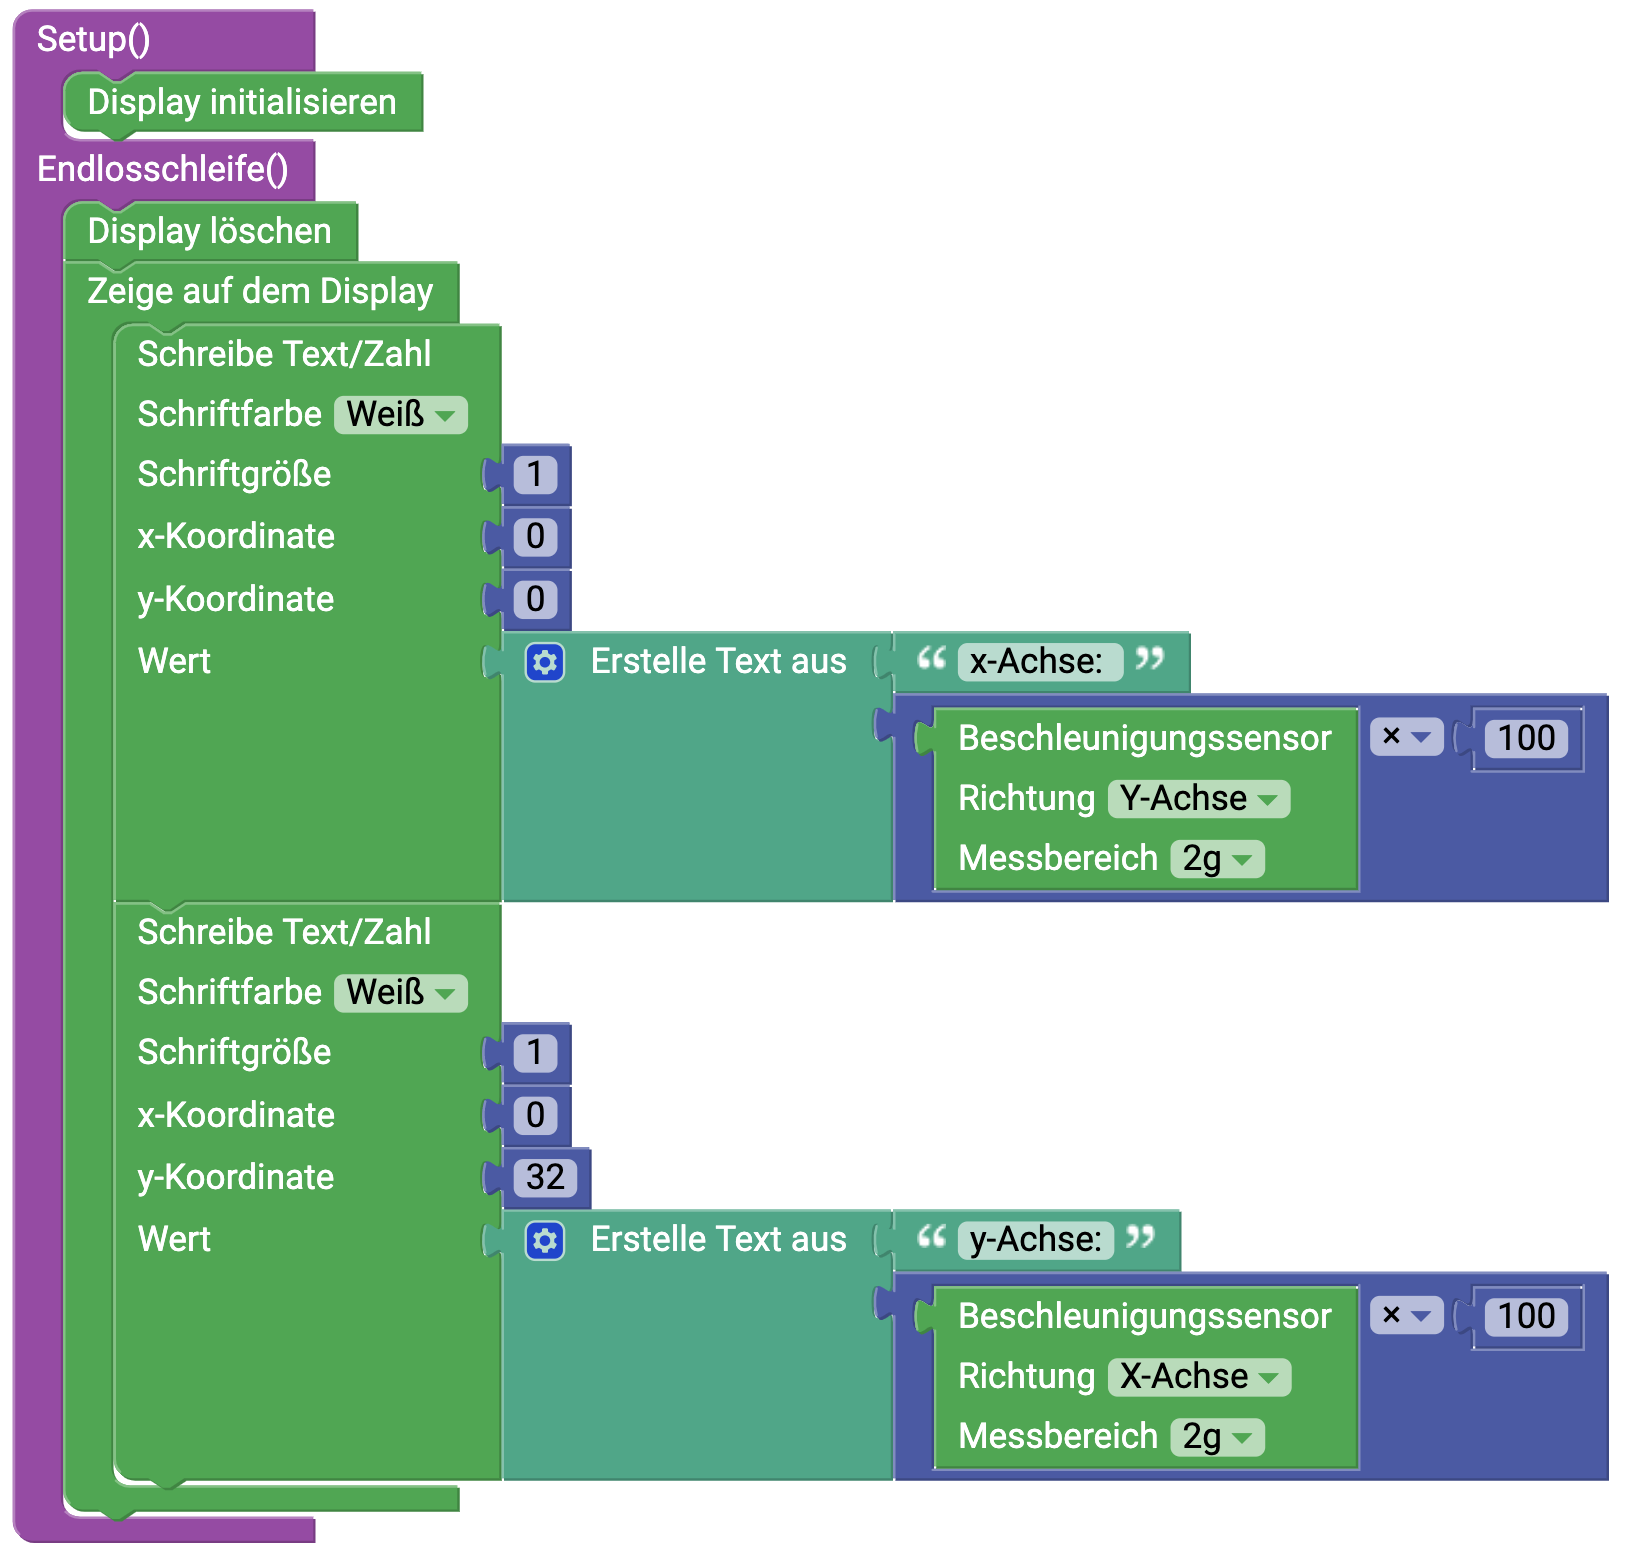 Setup()
Display initialisieren
Endlosschleife()
Display löschen
Zeige auf dem Display
Schreibe Text/Zahl
Schriftfarbe Weiß
Schriftgröße 1
x-Koordinate 0
y-Koordinate 0
Wert Erstelle Text aus “ x-Achse: ”
Beschleunigungssensor × 100
Richtung Y-Achse
Messbereich 2g
Schreibe Text/Zahl
Schriftfarbe Weiß
Schriftgröße 1
x-Koordinate 0
y-Koordinate 32
Wert Erstelle Text aus “ y-Achse: ”
Beschleunigungssensor × 100
Richtung X-Achse
Messbereich 2g